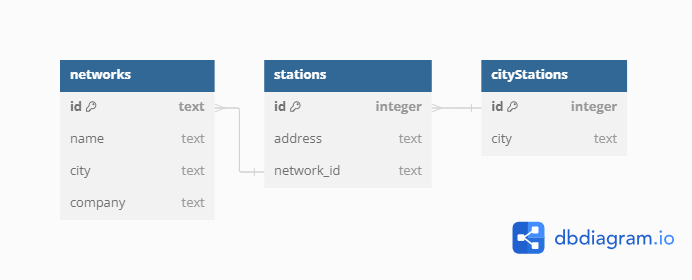 networks
id text
name text
city text
company text
stations
id integer
address text
network_id text
cityStations
id integer
city text
dbdiagram.io